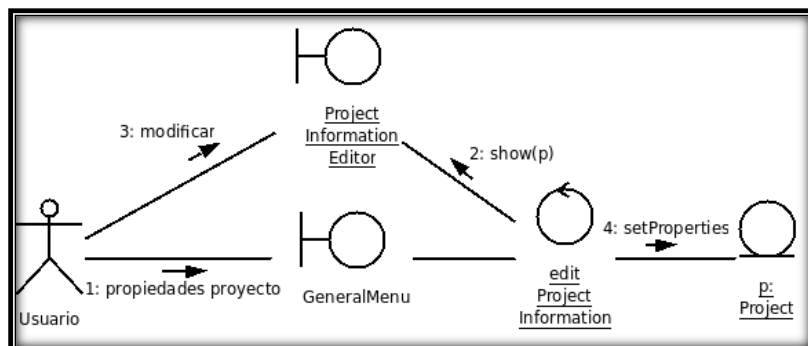 Project
Information
Editor
3: modificar
2: show(p)
4: setProperties
1: propiedades proyecto
GeneralMenu
edit
Project
Information
p:
Project
Usuario